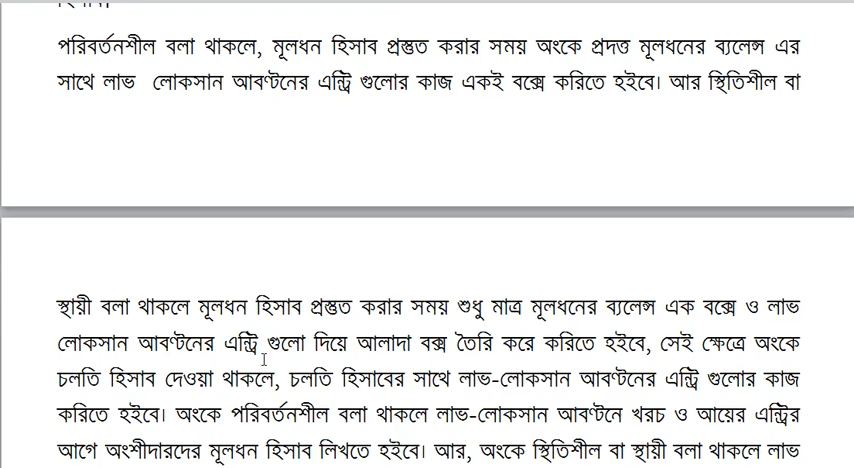 পরিবর্তনশীল বলা থাকলে, মূলধন হিসাব প্রস্তুত করার সময় অংকে প্রদত্ত মূলধনের ব্যলেন্স এর
সাথে লাভ লোকসান আবণ্টনের এন্ট্রি গুলোর কাজ একই বক্সে করিতে হইবে। আর স্থিতিশীল বা
স্থায়ী বলা থাকলে মূলধন হিসাব প্রস্তুত করার সময় শুধু মাত্র মূলধনের ব্যলেন্স এক বক্সে ও লাভ
লোকসান আবণ্টনের এন্ট্রি গুলো দিয়ে আলাদা বক্স তৈরি করে করিতে হইবে, সেই ক্ষেত্রে অংকে
চলতি হিসাব দেওয়া থাকলে, চলতি হিসাবের সাথে লাভ-লোকসান আবণ্টনের এন্ট্রি গুলোর কাজ
করিতে হইবে। অংকে পরিবর্তনশীল বলা থাকলে লাভ-লোকসান আবণ্টনে খরচ ও আয়ের এন্ট্রির
আগে অংশীদারদের মূলধন হিসাব লিখতে হইবে। আর, অংকে স্থিতিশীল বা স্থায়ী বলা থাকলে লাভ